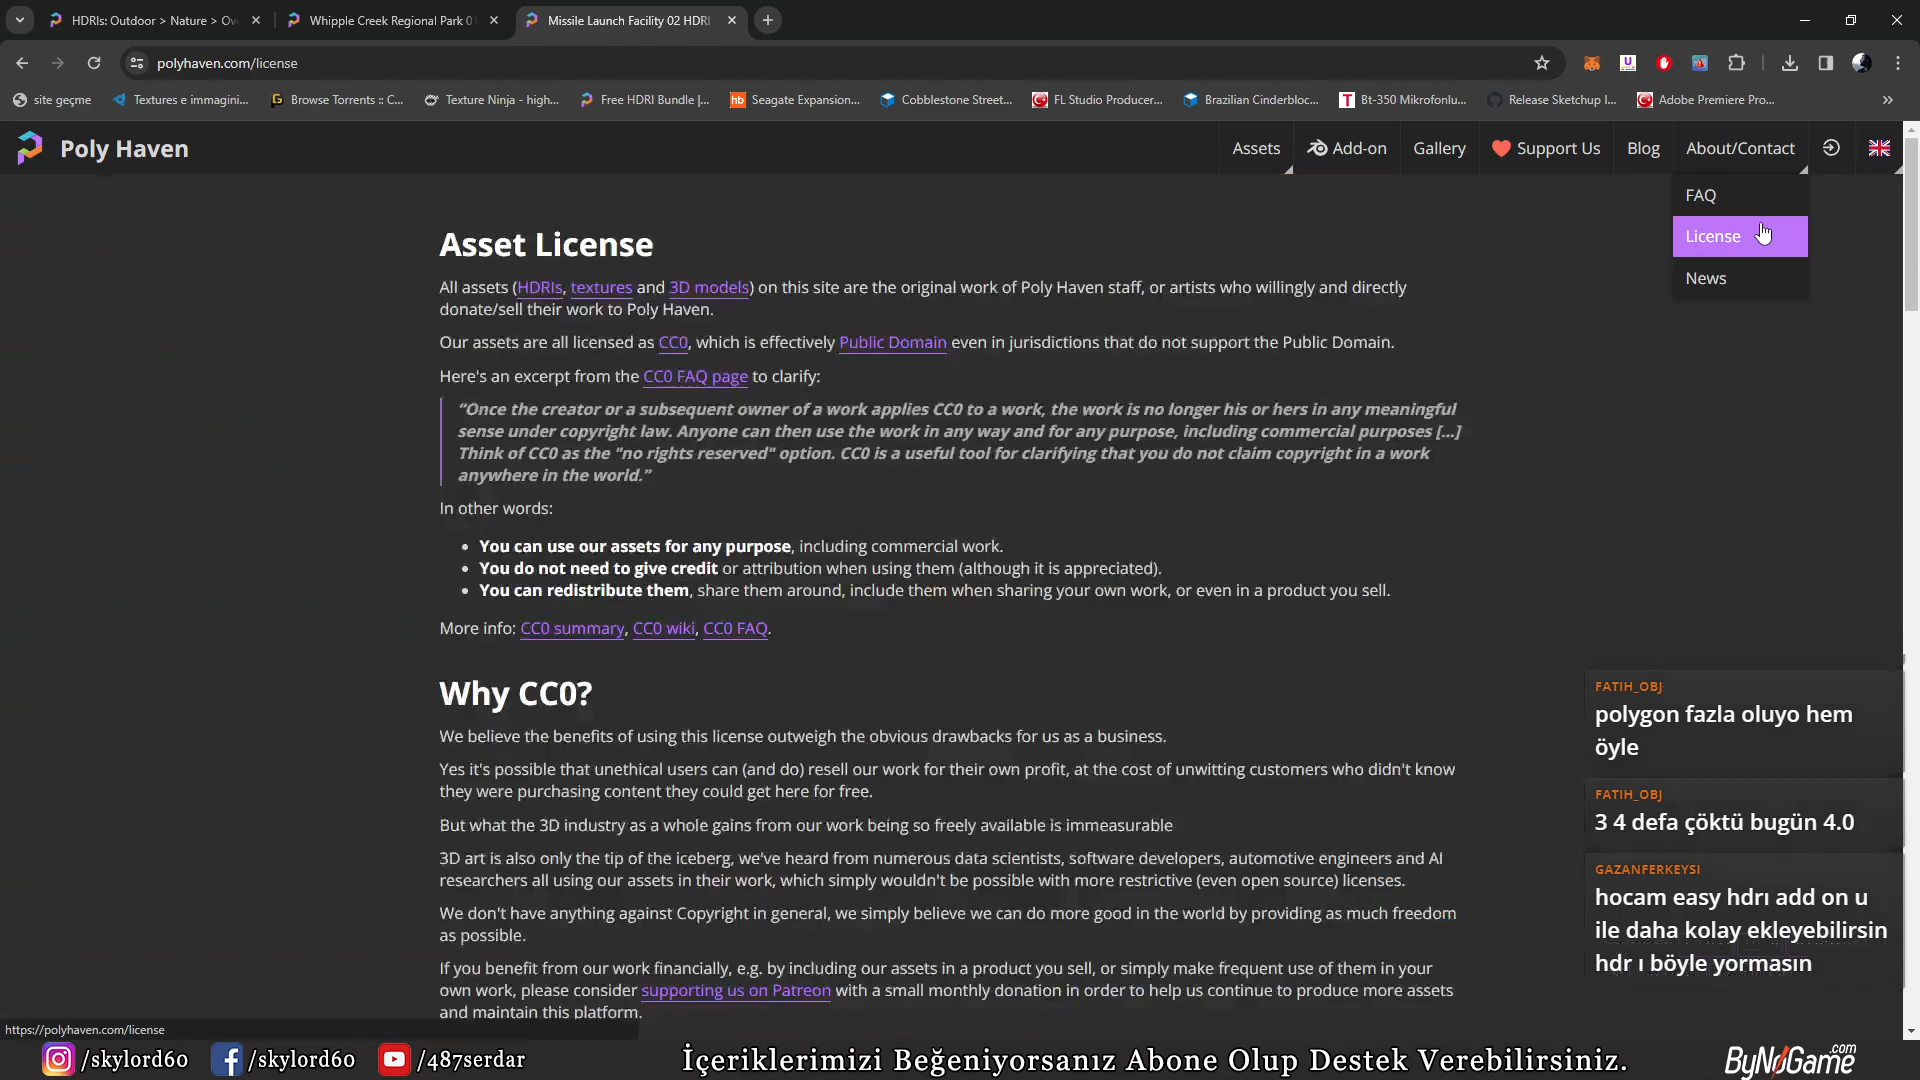 HDRIs: Outdoor > Nature > Ov
Whipple Creek Regional Park 01
Missile Launch Facility 02 HDRI
polyhaven.com/license
site geçme
Textures e immagini...
Browse Torrents :: C...
Texture Ninja - high...
Free HDRI Bundle |...
Seagate Expansion...
Cobblestone Street...
FL Studio Producer...
Brazilian Cinderbloc...
Bt-350 Mikrofonlu...
Release Sketchup I...
Adobe Premiere Pro...
Poly Haven
Assets
Add-on
Gallery
Support Us
Blog
About/Contact
FAQ
License
News
Asset License
All assets (HDRIs, textures and 3D models) on this site are the original work of Poly Haven staff, or artists who willingly and directly
donate/sell their work to Poly Haven.
Our assets are all licensed as CC0, which is effectively Public Domain even in jurisdictions that do not support the Public Domain.
Here's an excerpt from the CC0 FAQ page to clarify:
“Once the creator or a subsequent owner of a work applies CC0 to a work, the work is no longer his or hers in any meaningful
sense under copyright law. Anyone can then use the work in any way and for any purpose, including commercial purposes [...]
Think of CC0 as the "no rights reserved" option. CC0 is a useful tool for clarifying that you do not claim copyright in a work
anywhere in the world.”
In other words:
• You can use our assets for any purpose, including commercial work.
• You do not need to give credit or attribution when using them (although it is appreciated).
• You can redistribute them, share them around, include them when sharing your own work, or even in a product you sell.
More info: CC0 summary, CC0 wiki, CC0 FAQ.
Why CC0?
We believe the benefits of using this license outweigh the obvious drawbacks for us as a business.
Yes it's possible that unethical users can (and do) resell our work for their own profit, at the cost of unwitting customers who didn't know
they were purchasing content they could get here for free.
But what the 3D industry as a whole gains from our work being so freely available is immeasurable
3D art is also only the tip of the iceberg, we've heard from numerous data scientists, software developers, automotive engineers and AI
researchers all using our assets in their work, which simply wouldn't be possible with more restrictive (even open source) licenses.
We don't have anything against Copyright in general, we simply believe we can do more good in the world by providing as much freedom
as possible.
If you benefit from our work financially, e.g. by including our assets in a product you sell, or simply make frequent use of them in your
own work, please consider supporting us on Patreon with a small monthly donation in order to help us continue to produce more assets
and maintain this platform.
FATIH_OBJ
polygon fazla oluyo hem
öyle
FATIH_OBJ
3 4 defa çöktü bugün 4.0
GAZANFERKEYSI
hocam easy hdrı add on u
ile daha kolay ekleyebilirsin
hdr ı böyle yormasın
https://polyhaven.com/license
/skylord60
/skylord60
/487serdar
İçeriklerimizi Beğeniyorsanız Abone Olup Destek Verebilirsiniz.
ByNoGame.com